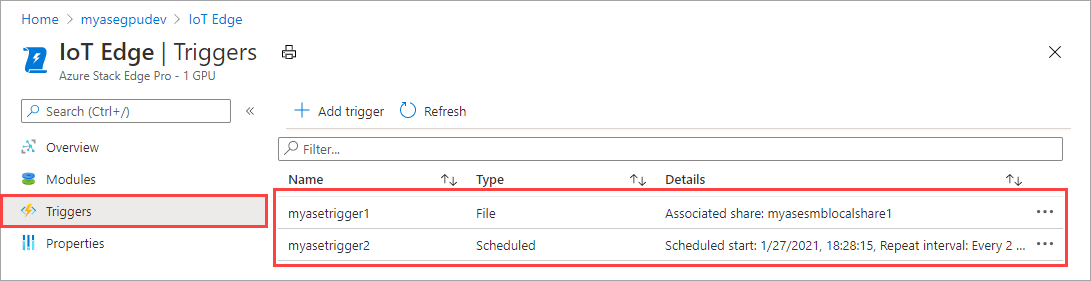 Home > myasegpudev > IoT Edge
IoT Edge | Triggers
Azure Stack Edge Pro - 1 GPU
Search (Ctrl+/)
«
Add trigger
Refresh
Overview
Modules
Triggers
Properties
Filter...
Name Type Details
myasetrigger1 File Associated share: myasesmblocalshare1 ...
myasetrigger2 Scheduled Scheduled start: 1/27/2021, 18:28:15, Repeat interval: Every 2 ... ...